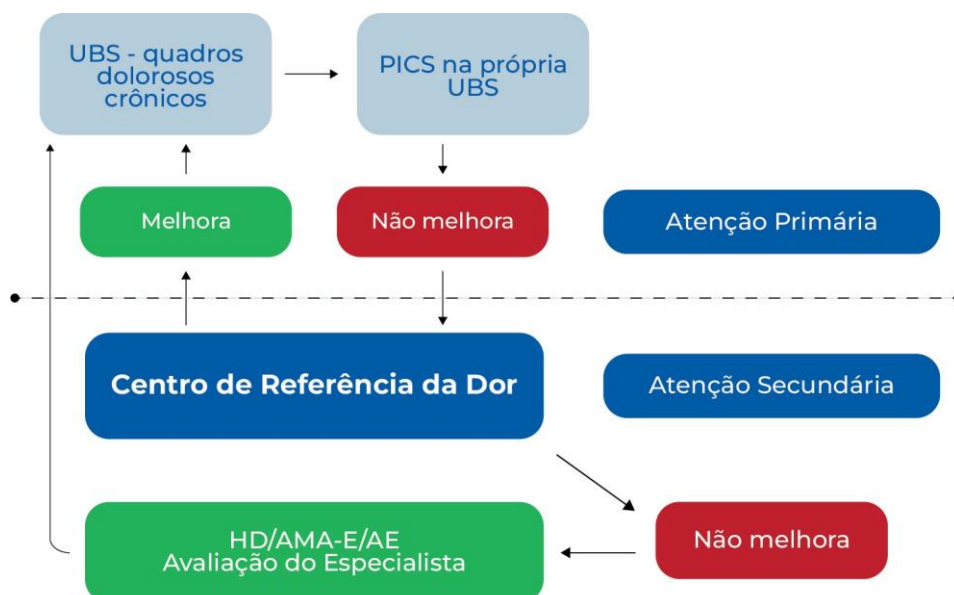 UBS - quadros
dolorosos
crônicos
PICS na própria
UBS
Melhora
Não melhora
Atenção Primária
Centro de Referência da Dor
Atenção Secundária
HD/AMA-E/AE
Avaliação do Especialista
Não melhora